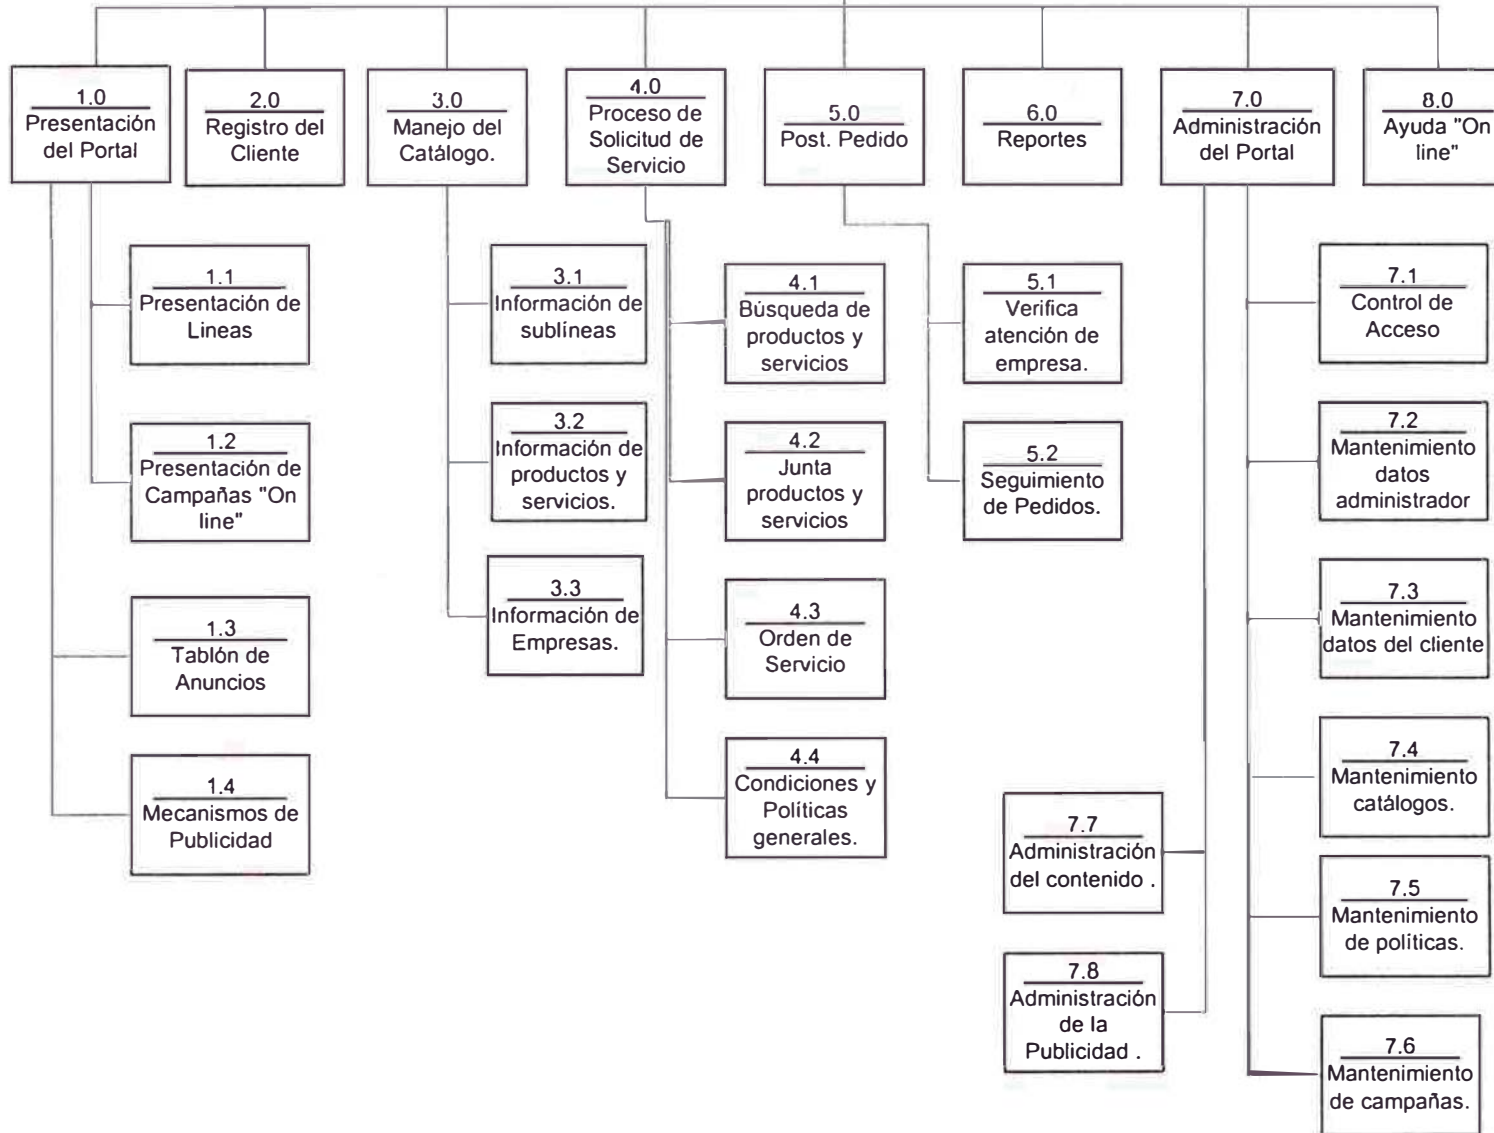 1.0
Presentación
del Portal
2.0
Registro del
Cliente
3.0
Manejo del
Catálogo.
4.0
Proceso de
Solicitud de
Servicio
5.0
Post. Pedido
6.0
Reportes
7.0
Administración
del Portal
8.0
Ayuda "On
line"
1.1
Presentación de
Lineas
1.2
Presentación de
Campañas "On
line"
1.3
Tablón de
Anuncios
1.4
Mecanismos de
Publicidad
3.1
Información de
sublíneas
3.2
Información de
productos y
servicios.
3.3
Información de
Empresas.
4.1
Búsqueda de
productos y
servicios
4.2
Junta
productos y
servicios
4.3
Orden de
Servicio
4.4
Condiciones y
Políticas
generales.
5.1
Verifica
atención de
empresa.
5.2
Seguimiento
de Pedidos.
7.1
Control de
Acceso
7.2
Mantenimiento
datos
administrador
7.3
Mantenimiento
datos del cliente
7.4
Mantenimiento
catálogos.
7.5
Mantenimiento
de políticas.
7.6
Mantenimiento
de campañas.
7.7
Administración
del contenido .
7.8
Administración
de la
Publicidad .